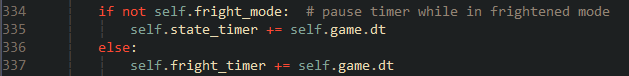 334 if not self.fright_mode:  # pause timer while in frightened mode
335 self.state_timer += self.game.dt
336 else:
337 self.fright_timer += self.game.dt